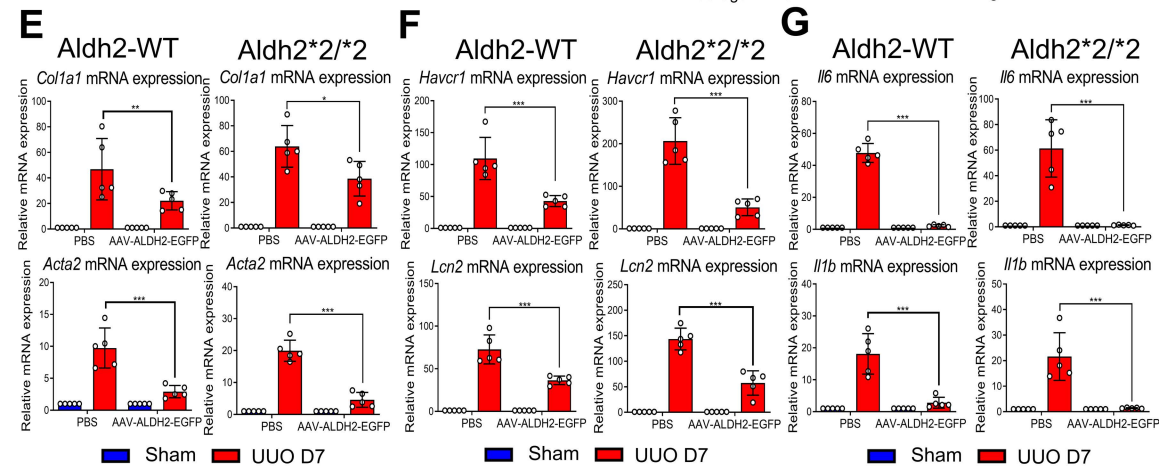 E
Aldh2-WT
Aldh2*2/*2
Col1a1 mRNA expression
Relative mRNA expression
100
80
60
40
20
0
**
PBS
AAV-ALDH2-EGFP
Col1a1 mRNA expression
Relative mRNA expression
100
80
60
40
20
0
*
PBS
AAV-ALDH2-EGFP
Acta2 mRNA expression
Relative mRNA expression
20
15
10
5
0
***
PBS
AAV-ALDH2-EGFP
Acta2 mRNA expression
Relative mRNA expression
40
30
20
10
0
***
PBS
AAV-ALDH2-EGFP
Sham
UUO D7
F
Aldh2-WT
Aldh2*2/*2
Havcr1 mRNA expression
Relative mRNA expression
200
150
100
50
0
***
PBS
AAV-ALDH2-EGFP
Havcr1 mRNA expression
Relative mRNA expression
300
200
100
0
***
PBS
AAV-ALDH2-EGFP
Lcn2 mRNA expression
Relative mRNA expression
150
100
50
0
***
PBS
AAV-ALDH2-EGFP
Lcn2 mRNA expression
Relative mRNA expression
250
200
150
100
50
0
***
PBS
AAV-ALDH2-EGFP
Sham
UUO D7
G
Aldh2-WT
Aldh2*2/*2
Il6 mRNA expression
Relative mRNA expression
80
60
40
20
0
***
PBS
AAV-ALDH2-EGFP
Il6 mRNA expression
Relative mRNA expression
100
80
60
40
20
0
***
PBS
AAV-ALDH2-EGFP
Il1b mRNA expression
Relative mRNA expression
40
30
20
10
0
***
PBS
AAV-ALDH2-EGFP
Il1b mRNA expression
Relative mRNA expression
50
40
30
20
10
0
***
PBS
AAV-ALDH2-EGFP
Sham
UUO D7